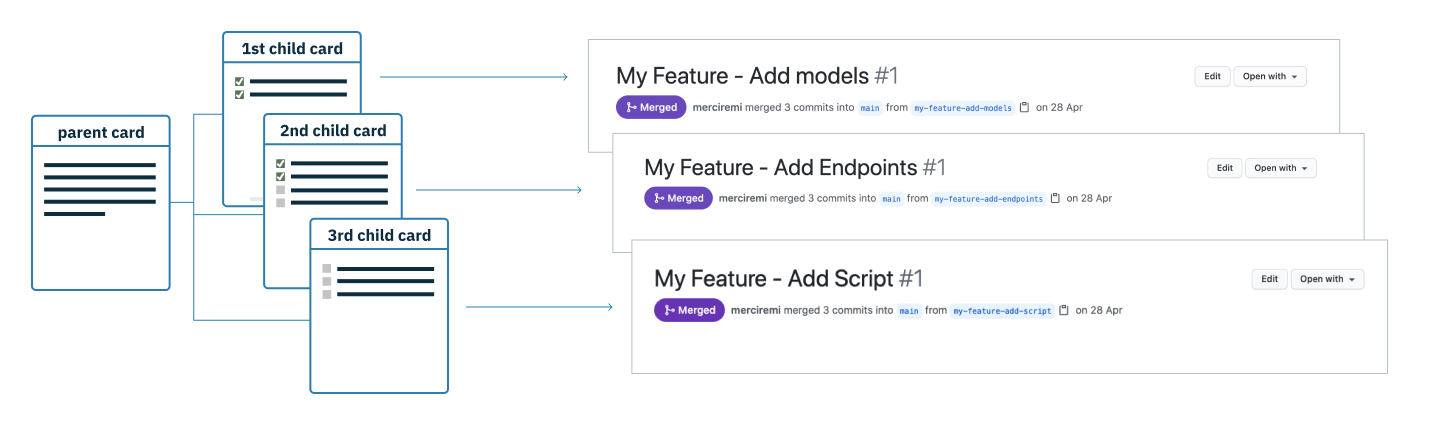 parent card
1st child card
2nd child card
3rd child card
My Feature - Add models #1
Edit
Open with
Merged
merciremi merged 3 commits into main from my-feature-add-models on 28 Apr
My Feature - Add Endpoints #1
Edit
Open with
Merged
merciremi merged 3 commits into main from my-feature-add-endpoints on 28 Apr
My Feature - Add Script #1
Edit
Open with
Merged
merciremi merged 3 commits into main from my-feature-add-script on 28 Apr